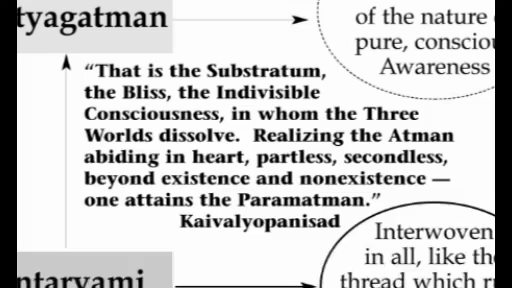 tyagatman
of the nature
pure, consciou
Awareness
“That is the Substratum,
the Bliss, the Indivisible
Consciousness, in whom the Three
Worlds dissolve.  Realizing the Atman
abiding in heart, partless, secondless,
beyond existence and nonexistence —
one attains the Paramatman.”
Kaivalyopanisad
Interwoven
in all, like the
thread which r
ntaryami